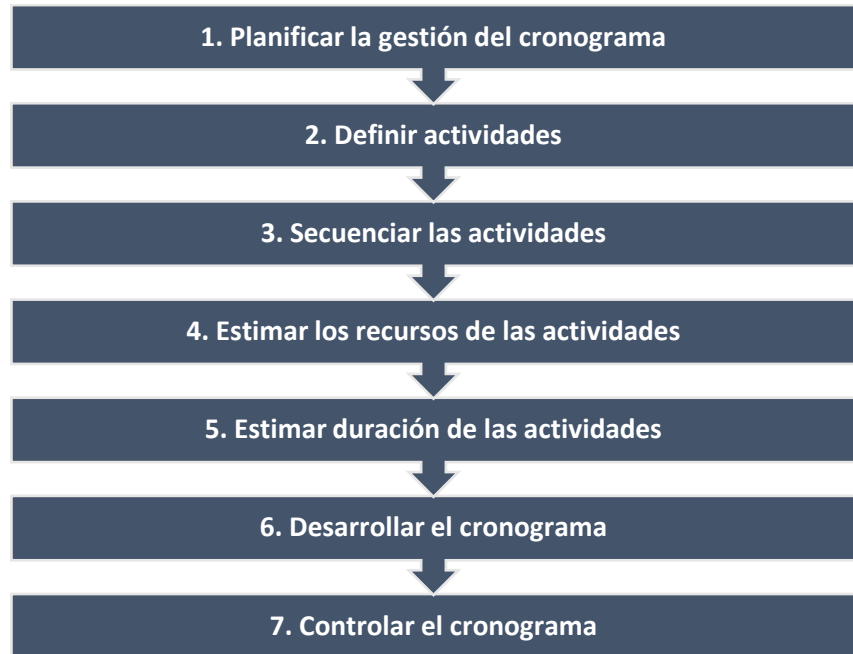 1. Planificar la gestión del cronograma
2. Definir actividades
3. Secuenciar las actividades
4. Estimar los recursos de las actividades
5. Estimar duración de las actividades
6. Desarrollar el cronograma
7. Controlar el cronograma